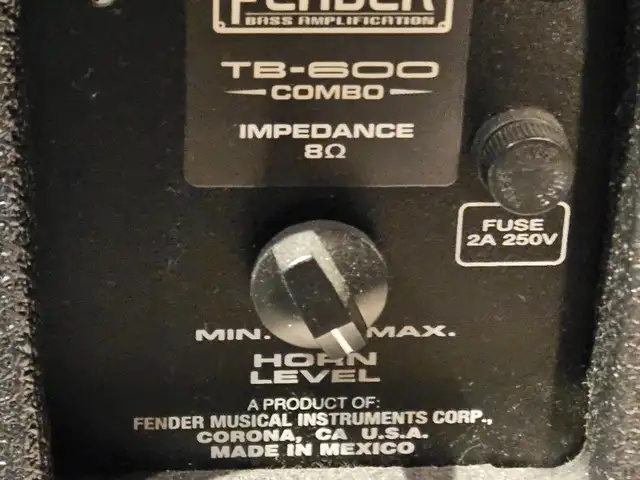 FENDER
BASS AMPLIFICATION
TB-600
COMBO
IMPEDANCE
8Ω
FUSE
2A 250V
MIN. MAX.
HORN
LEVEL
A PRODUCT OF:
FENDER MUSICAL INSTRUMENTS CORP.,
CORONA, CA U.S.A.
MADE IN MEXICO